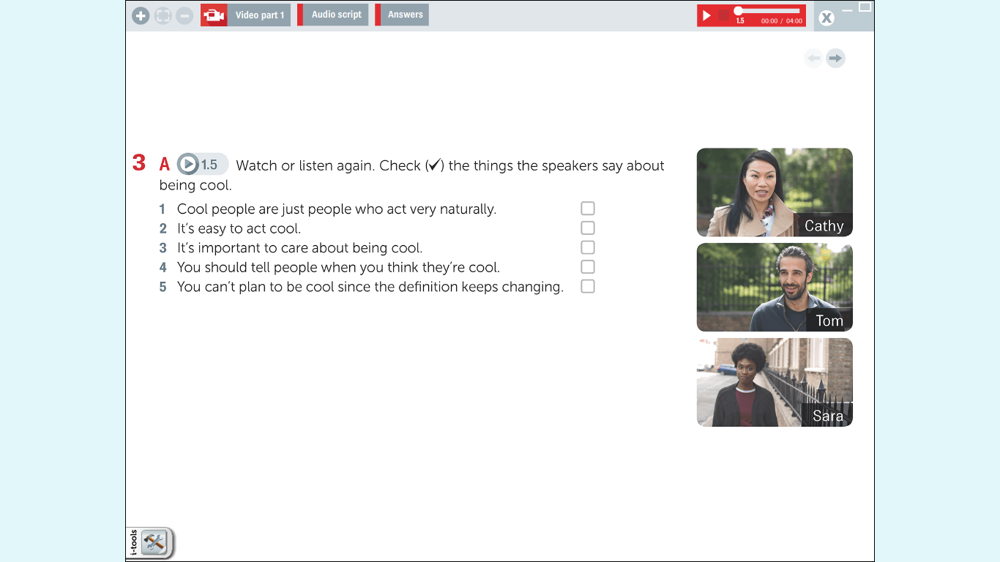 Video part 1
Audio script
Answers
1.5
00:00 / 04:00
X
3 A 1.5 Watch or listen again. Check (✓) the things the speakers say about
being cool.
1 Cool people are just people who act very naturally.
2 It's easy to act cool.
3 It's important to care about being cool.
4 You should tell people when you think they're cool.
5 You can't plan to be cool since the definition keeps changing.
Cathy
Tom
Sara
i-tools